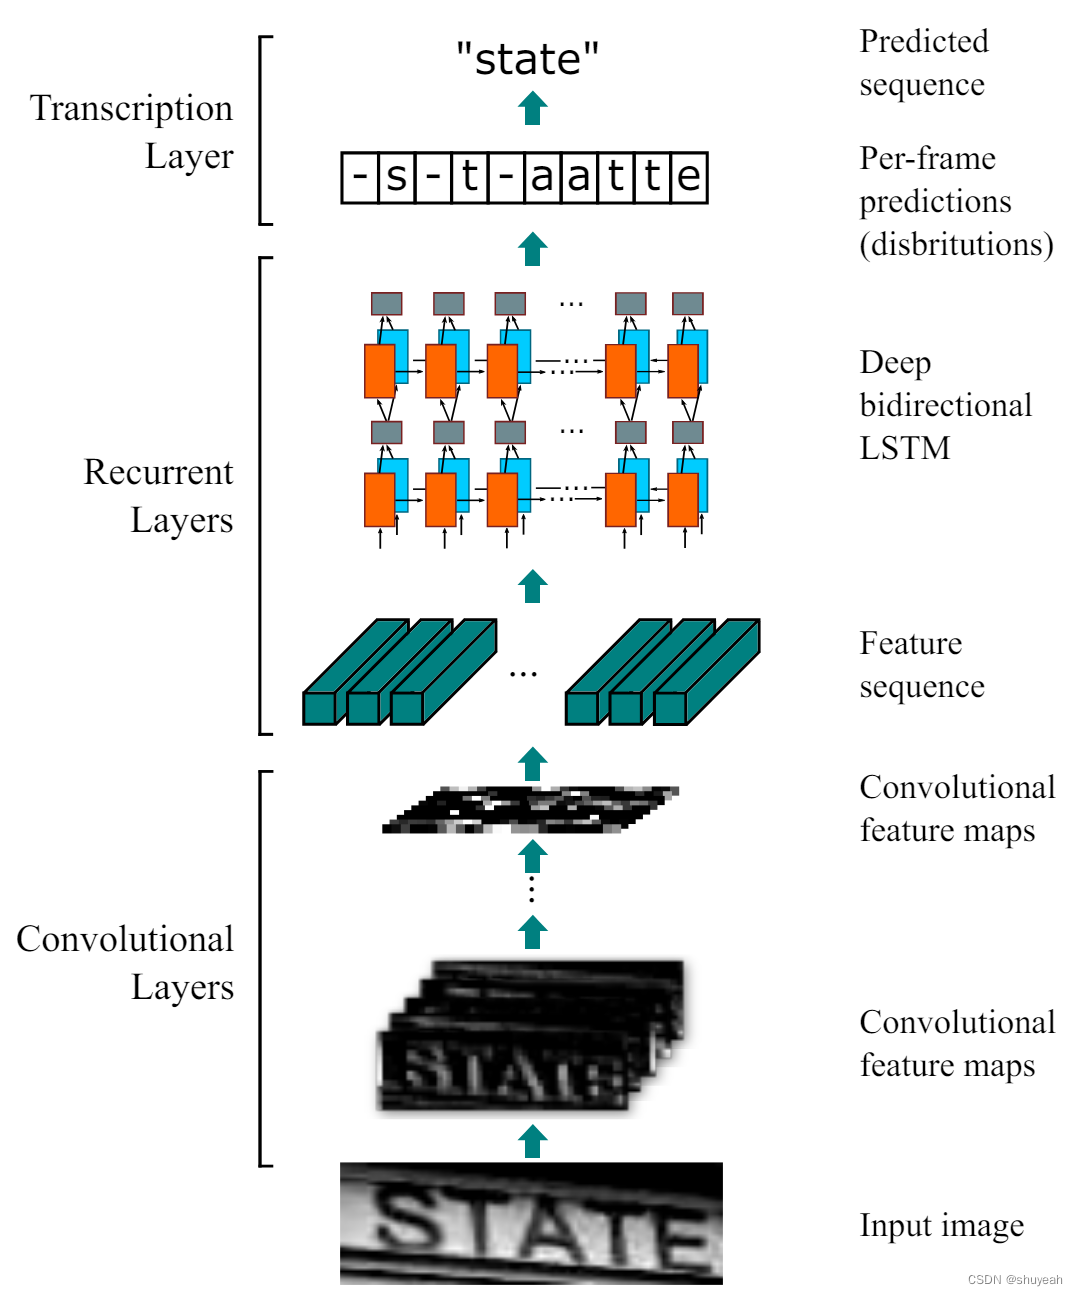 Predicted
sequence
"state"
Transcription
Layer
-s-t-aatte
Per-frame
predictions
(disbritutions)
...
Deep
bidirectional
LSTM
...
Recurrent
Layers
...
Feature
sequence
Convolutional
feature maps
Convolutional
Layers
STATE
Convolutional
feature maps
STATE
Input image
CSDN @shuyeah